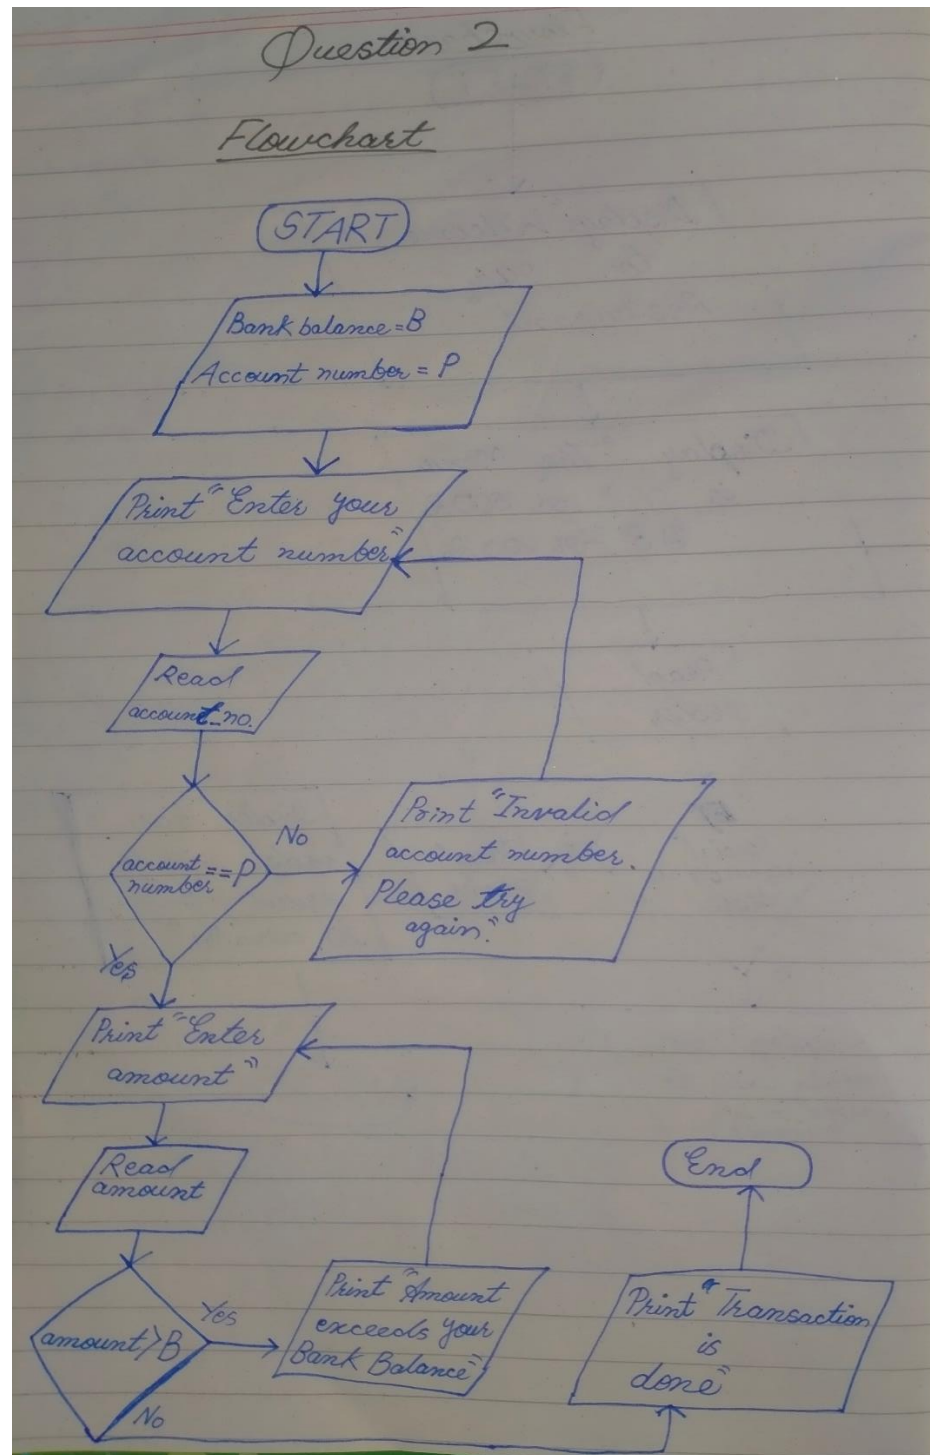 Question 2
Flowchart
START
Bank balance = B
Account number = P
Print "Enter your
account number"
Read
account_no.
account
number == P
No
Print "Invalid
account number.
Please try
again."
Yes
Print "Enter
amount"
Read
amount
amount > B
Yes
Print "Amount
exceeds your
Bank Balance"
No
Print "Transaction
is
done"
End